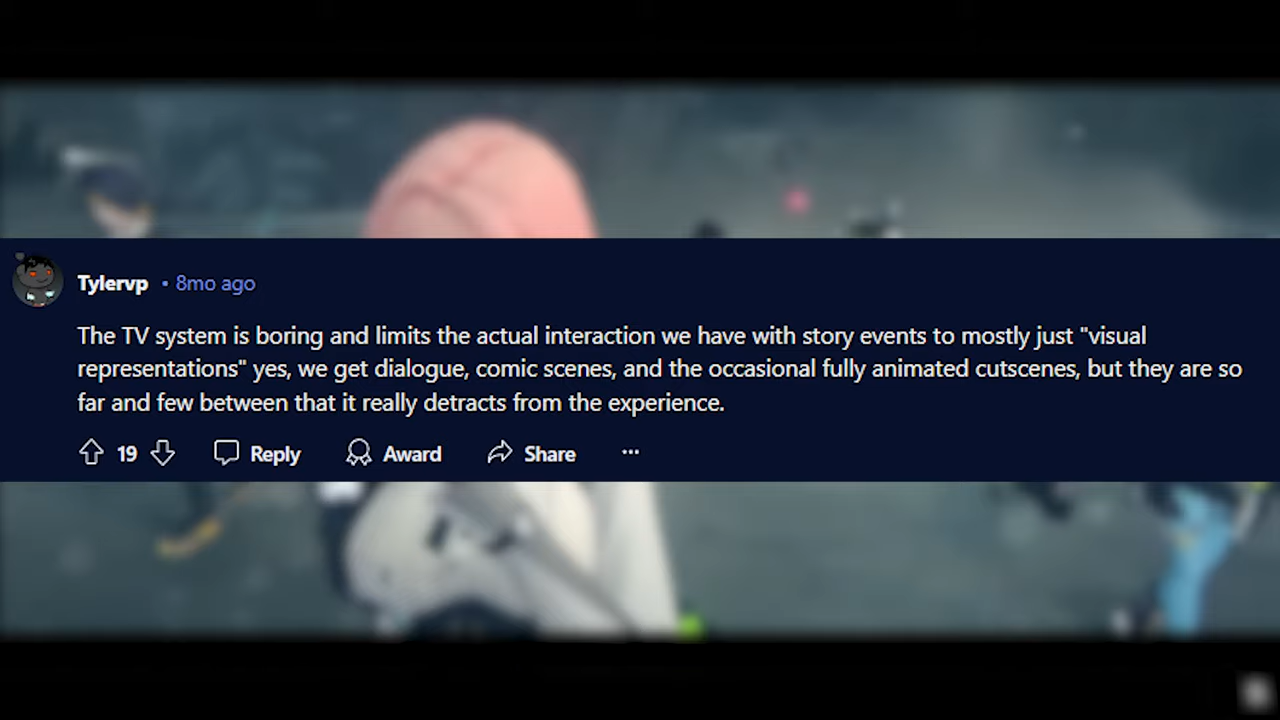 Tylervp • 8mo ago
The TV system is boring and limits the actual interaction we have with story events to mostly just "visual
representations" yes, we get dialogue, comic scenes, and the occasional fully animated cutscenes, but they are so
far and few between that it really detracts from the experience.
19 Reply Award Share ...